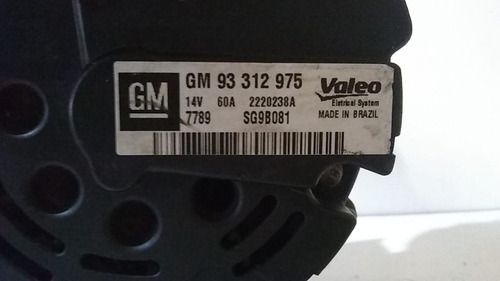 GM
GM 93 312 975
14V 60A 2220238A
7789 SG9B081
Valeo
Eletrical System
MADE IN BRAZIL